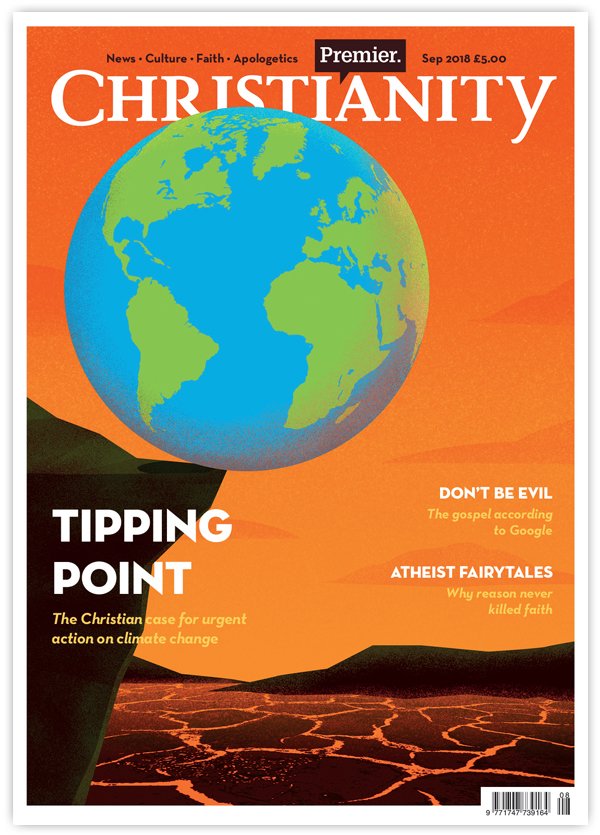 News • Culture • Faith • Apologetics
Premier.
Sep 2018 £5.00
CHRISTIANITY
TIPPING
POINT
The Christian case for urgent
action on climate change
DON'T BE EVIL
The gospel according
to Google
ATHEIST FAIRYTALES
Why reason never
killed faith
08
9 771747 739164